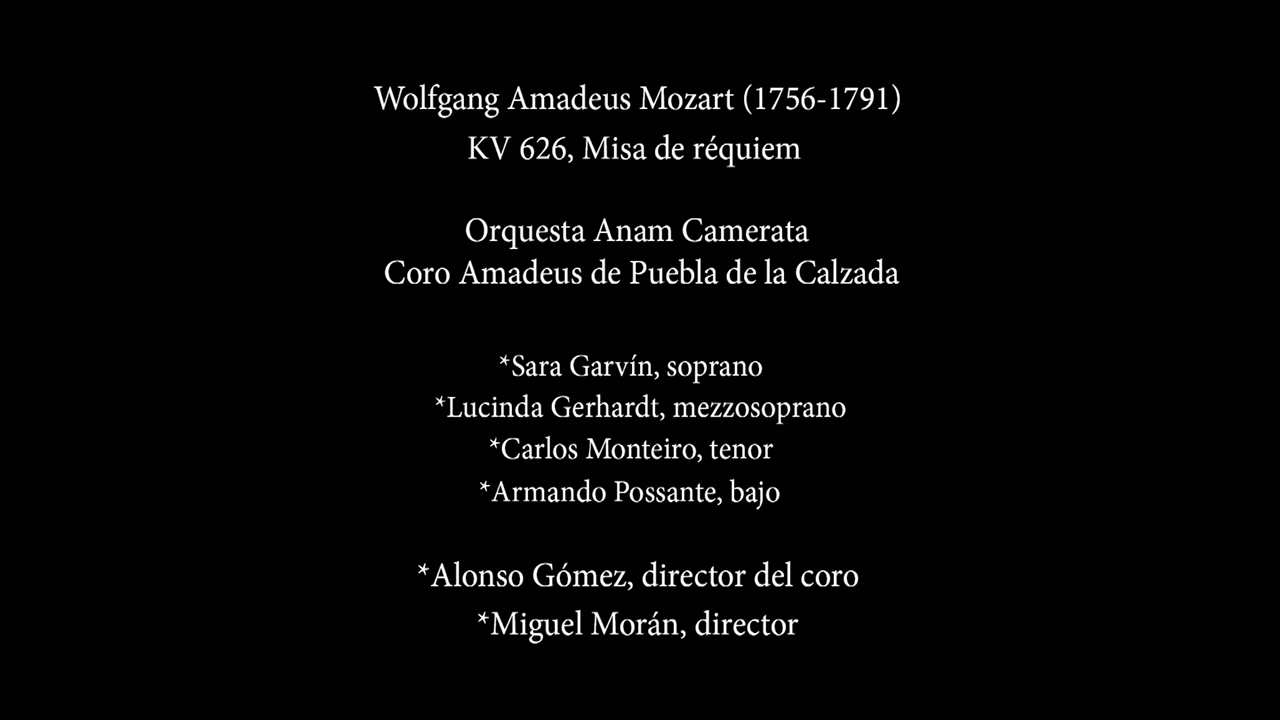 Wolfgang Amadeus Mozart (1756-1791)
KV 626, Misa de réquiem
Orquesta Anam Camerata
Coro Amadeus de Puebla de la Calzada
*Sara Garvín, soprano
*Lucinda Gerhardt, mezzosoprano
*Carlos Monteiro, tenor
*Armando Possante, bajo
*Alonso Gómez, director del coro
*Miguel Morán, director